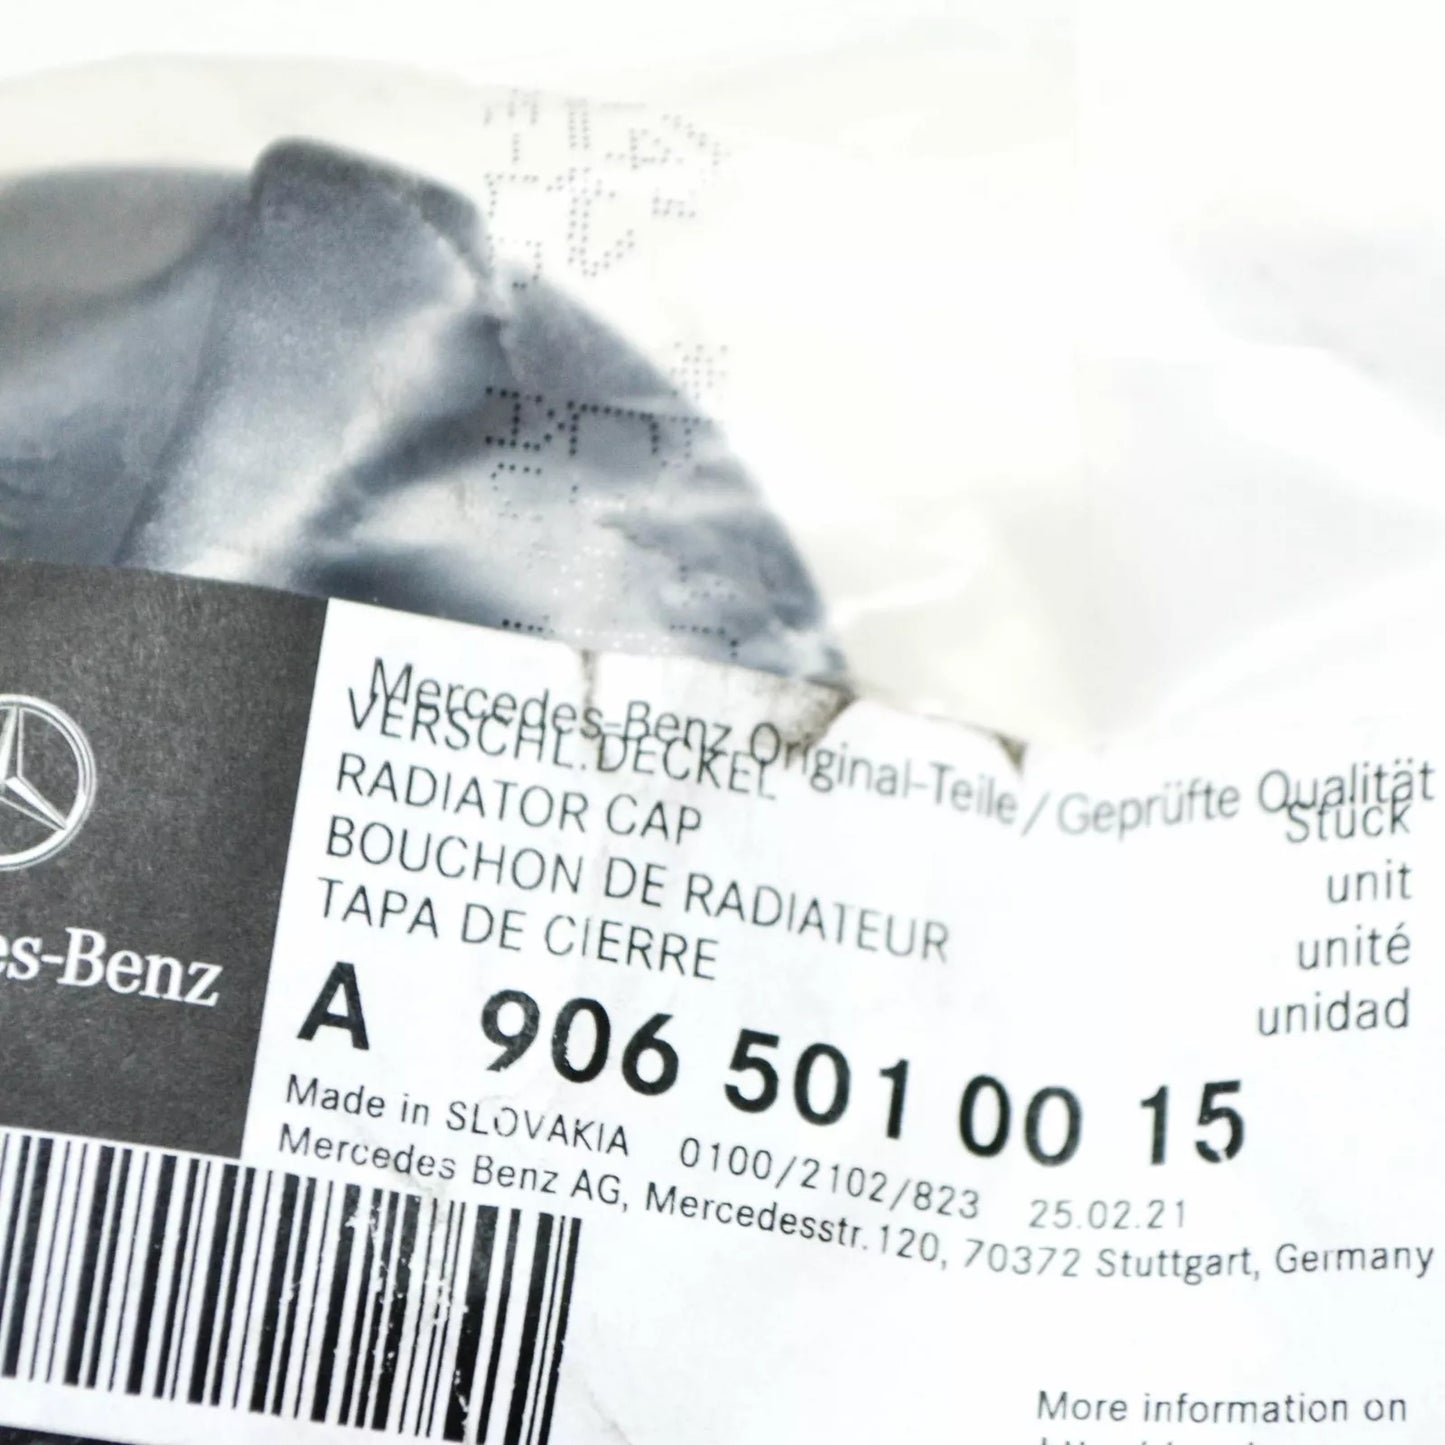 Mercedes-Benz Original-Teile / Geprüfte Qualität
VERSCHL.DECKEL Stück
RADIATOR CAP unit
BOUCHON DE RADIATEUR unité
TAPA DE CIERRE unidad
A 906 501 00 15
Made in SLOVAKIA 0100/2102/823 25.02.21
Mercedes Benz AG, Mercedesstr.120, 70372 Stuttgart, Germany
es-Benz
More information on